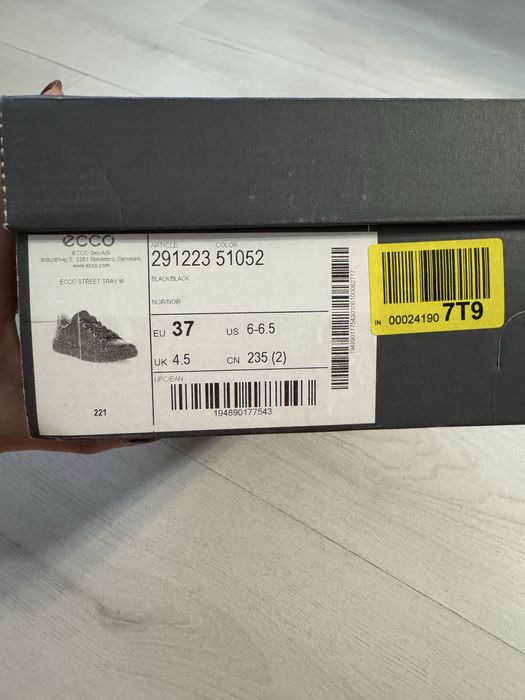 ecco
ECCO Sko A/S
Industrivej 5, 6261 Bredebro, Denmark
www.ecco.com
ECCO STREET TRAY W
221
ARTICLE COLOR
291223 51052
BLACK/BLACK
NOIR/NOIR
EU 37 US 6-6.5
UK 4.5 CN 235 (2)
UPC/EAN
194890177543
IN 00024190 7T9